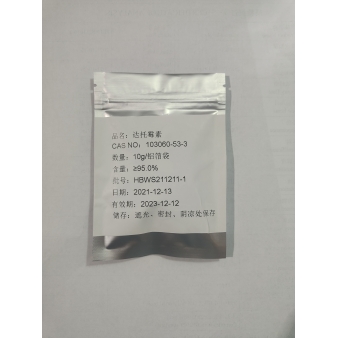 品名：达托霉素
CAS NO：103060-53-3
数量：10g/铝箔袋
含量：≥95.0%
批号：HBWS211211-1
日期：2021-12-13
有效期：2023-12-12
储存：遮光，密封、阴凉处保存